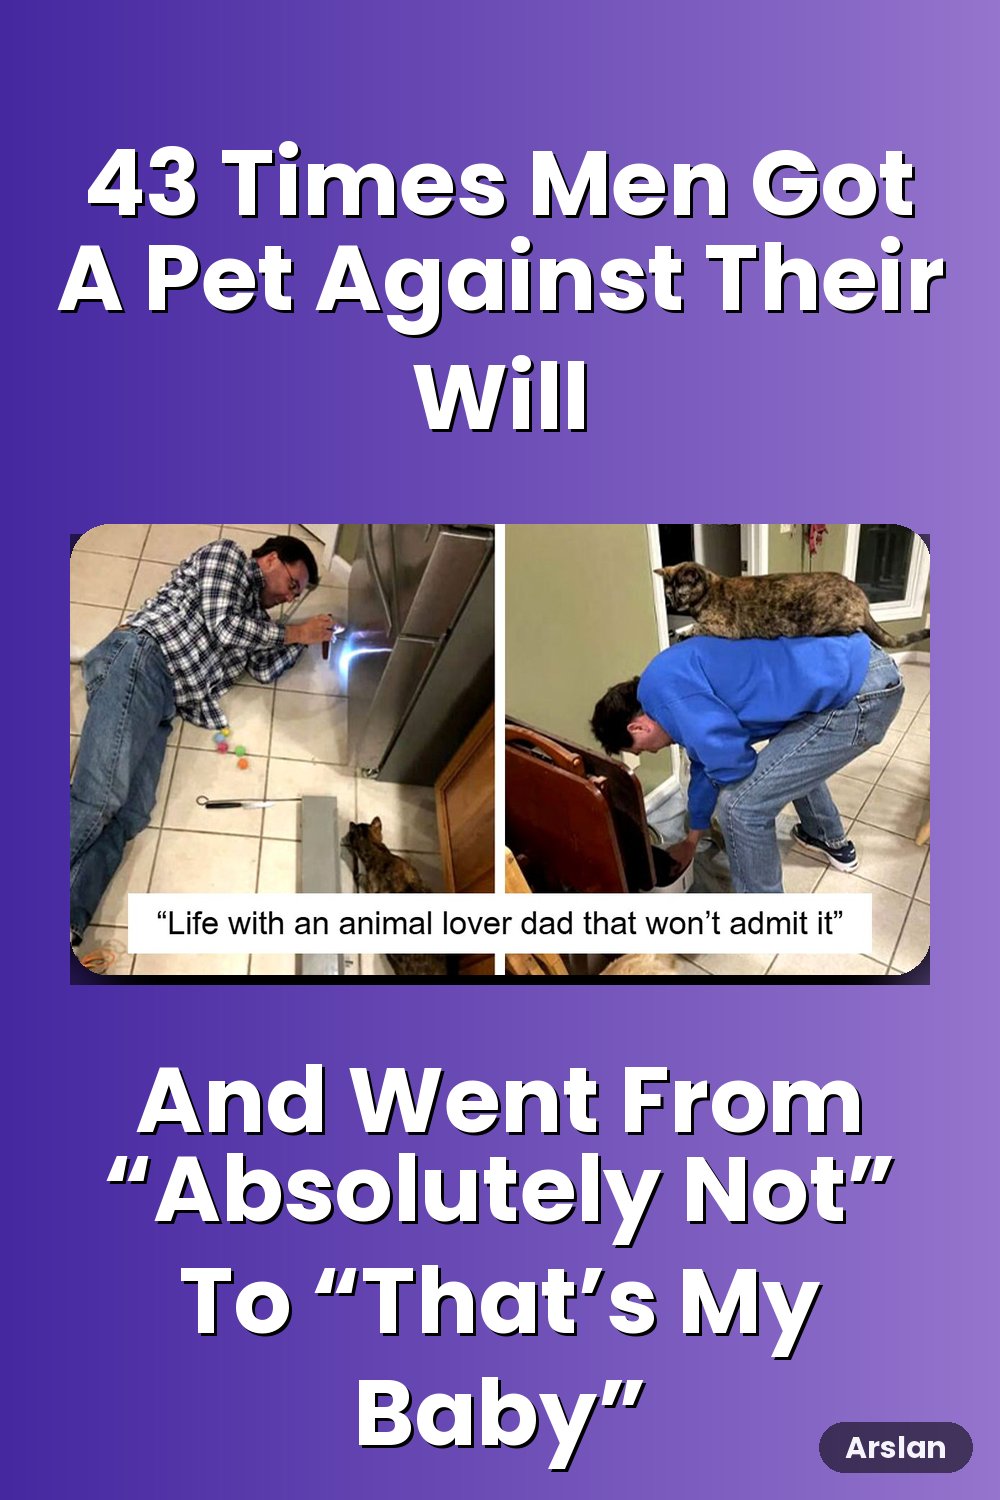 43 Times Men Got
A Pet Against Their
Will
“Life with an animal lover dad that won’t admit it”
And Went From
“Absolutely Not”
To “That’s My
Baby”
Arslan